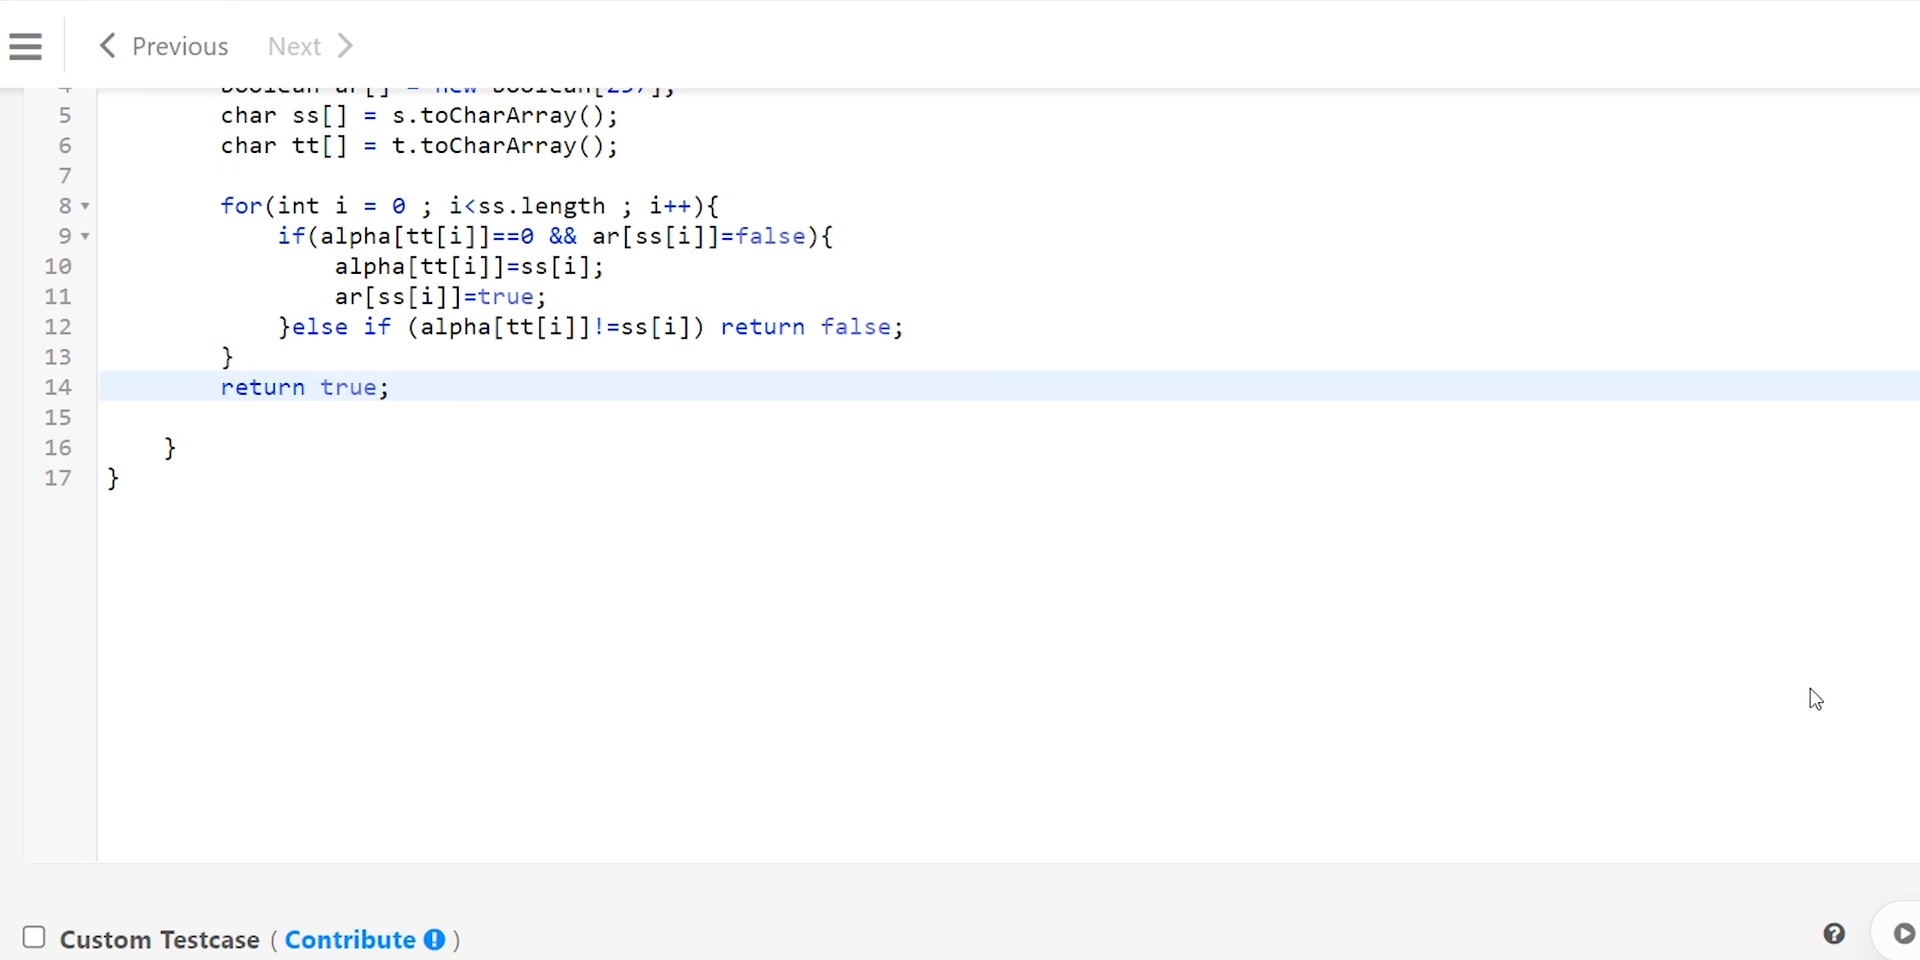 Previous Next
5 char ss[] = s.toCharArray();
6 char tt[] = t.toCharArray();
7
8 for(int i = 0 ; i<ss.length ; i++){
9 if(alpha[tt[i]]==0 && ar[ss[i]]=false){
10 alpha[tt[i]]=ss[i];
11 ar[ss[i]]=true;
12 }else if (alpha[tt[i]]!=ss[i]) return false;
13 }
14 return true;
15
16 }
17 }
Custom Testcase ( Contribute )